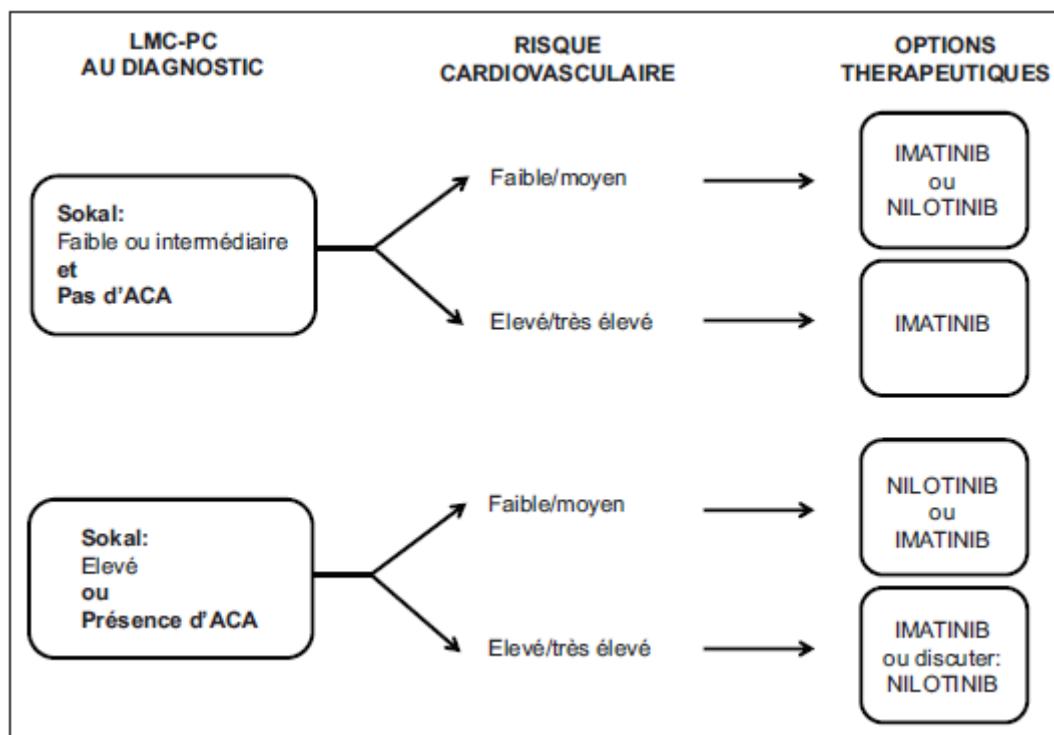 LMC-PC
AU DIAGNOSTIC
RISQUE
CARDIOVASCULAIRE
OPTIONS
THERAPEUTIQUES
Sokal:
Faible ou intermédiaire
et
Pas d'ACA
Faible/moyen
IMATINIB
ou
NILOTINIB
Elevé/très élevé
IMATINIB
Sokal:
Elevé
ou
Présence d'ACA
Faible/moyen
NILOTINIB
ou
IMATINIB
Elevé/très élevé
IMATINIB
ou discuter:
NILOTINIB